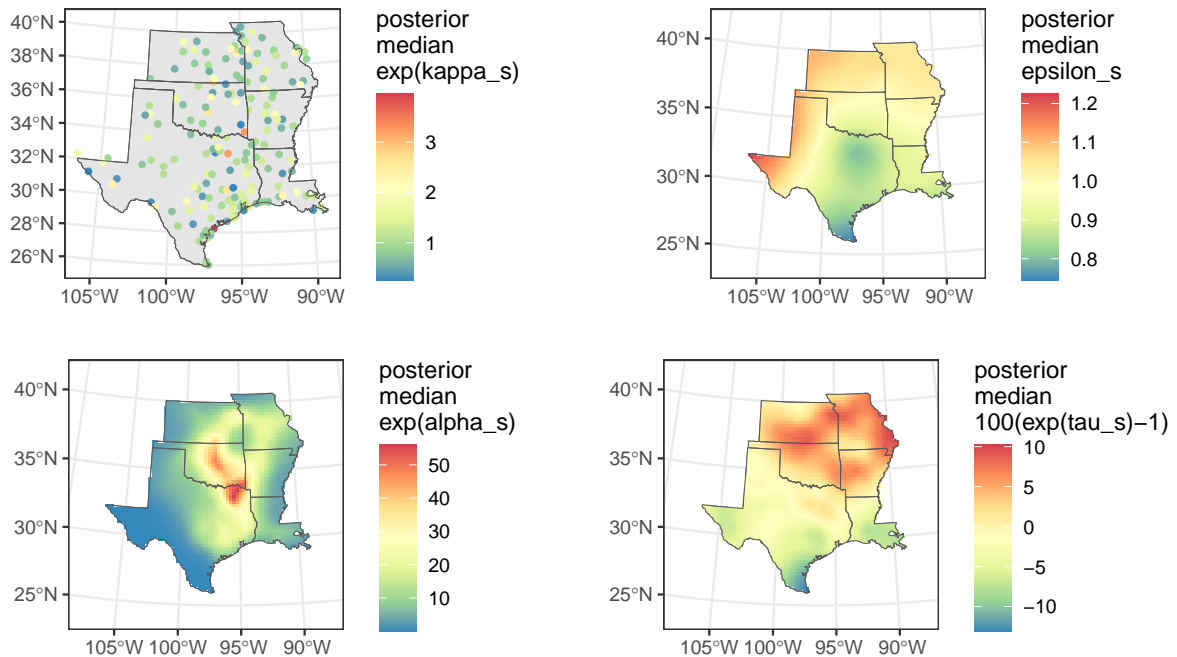 posterior
median
exp(kappa_s)
40°N
38°N
36°N
34°N
32°N
30°N
28°N
26°N
3
2
1
105°W 100°W 95°W 90°W
posterior
median
epsilon_s
40°N
35°N
30°N
25°N
1.2
1.1
1.0
0.9
0.8
105°W 100°W 95°W 90°W
posterior
median
exp(alpha_s)
40°N
35°N
30°N
25°N
50
40
30
20
10
105°W 100°W 95°W 90°W
posterior
median
100(exp(tau_s)−1)
40°N
35°N
30°N
25°N
10
5
0
−5
−10
105°W 100°W 95°W 90°W